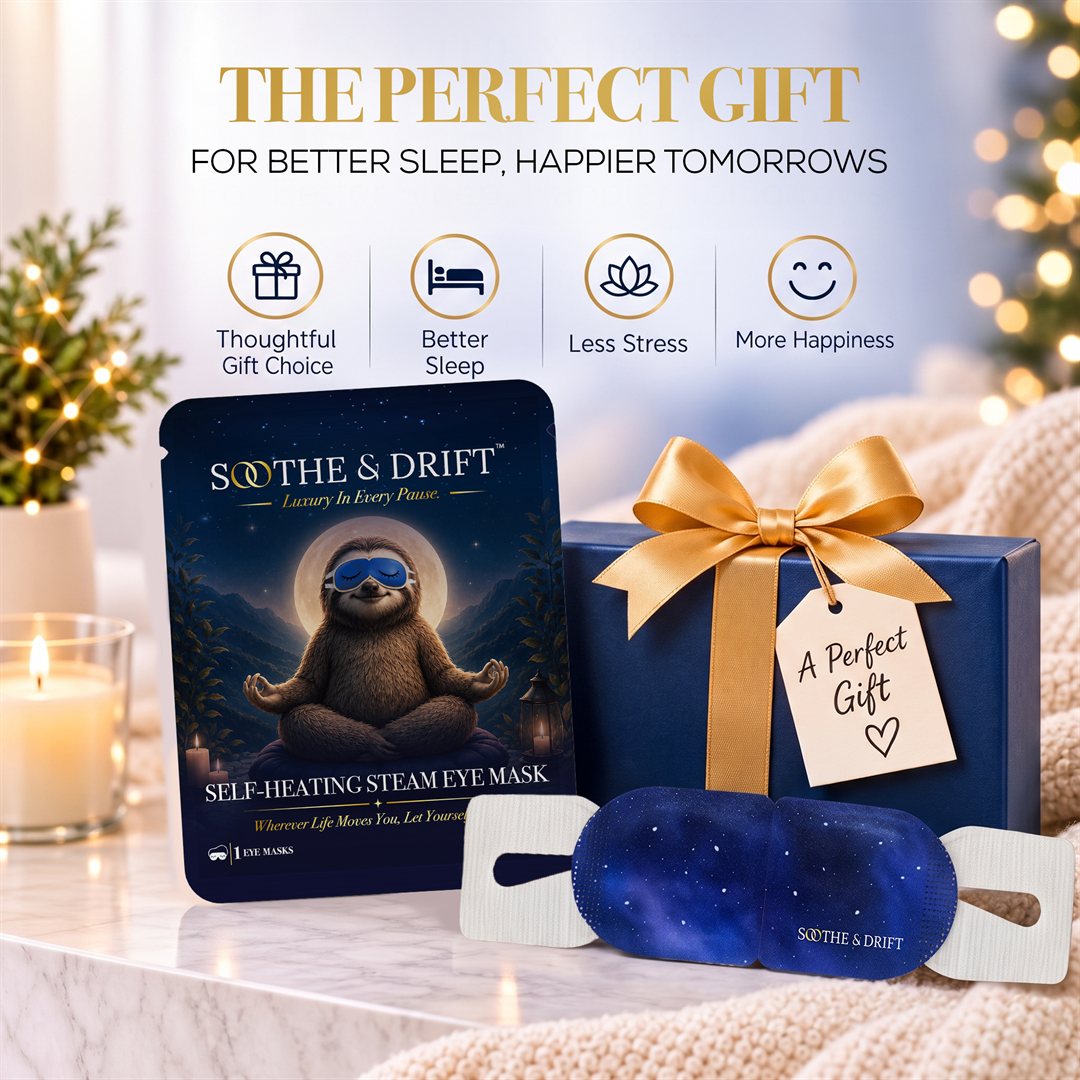 THE PERFECT GIFT
FOR BETTER SLEEP, HAPPIER TOMORROWS
Thoughtful
Gift Choice
Better
Sleep
Less Stress
More Happiness
SOOTHE & DRIFT™
Luxury In Every Pause.
SELF-HEATING STEAM EYE MASK
Wherever Life Moves You, Let
1 EYE MASKS
A Perfect
Gift
SOOTHE & DRIFT